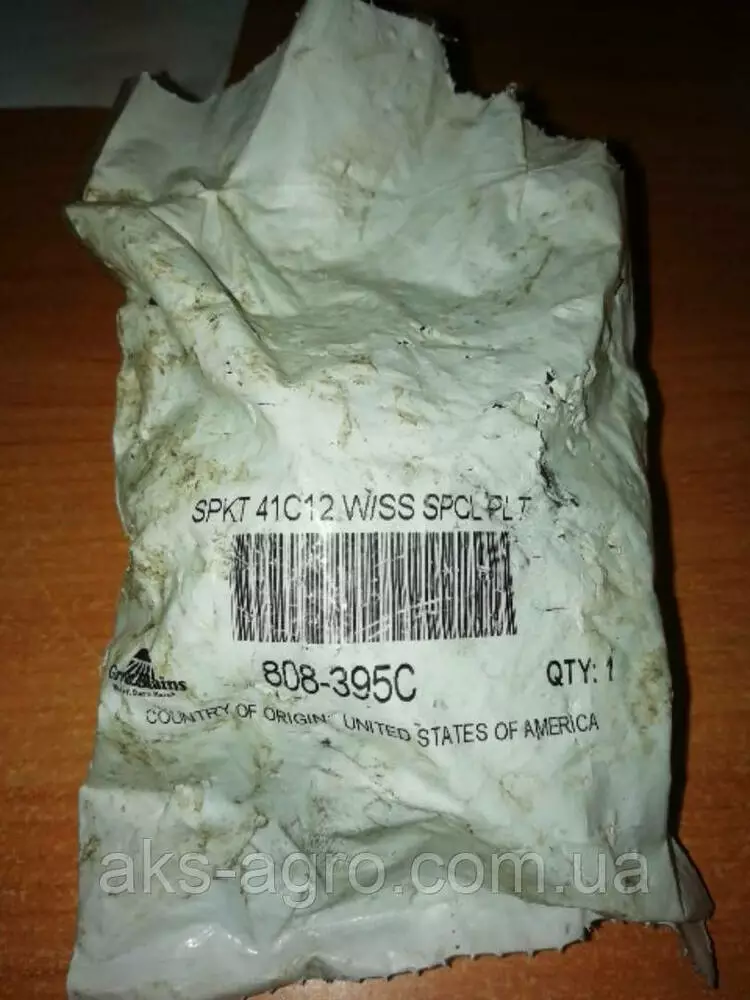 SPKT 41C12 W/SS SPCL PLT
808-395C
QTY: 1
COUNTRY OF ORIGIN: UNITED STATES OF AMERICA
aks-agro.com.ua